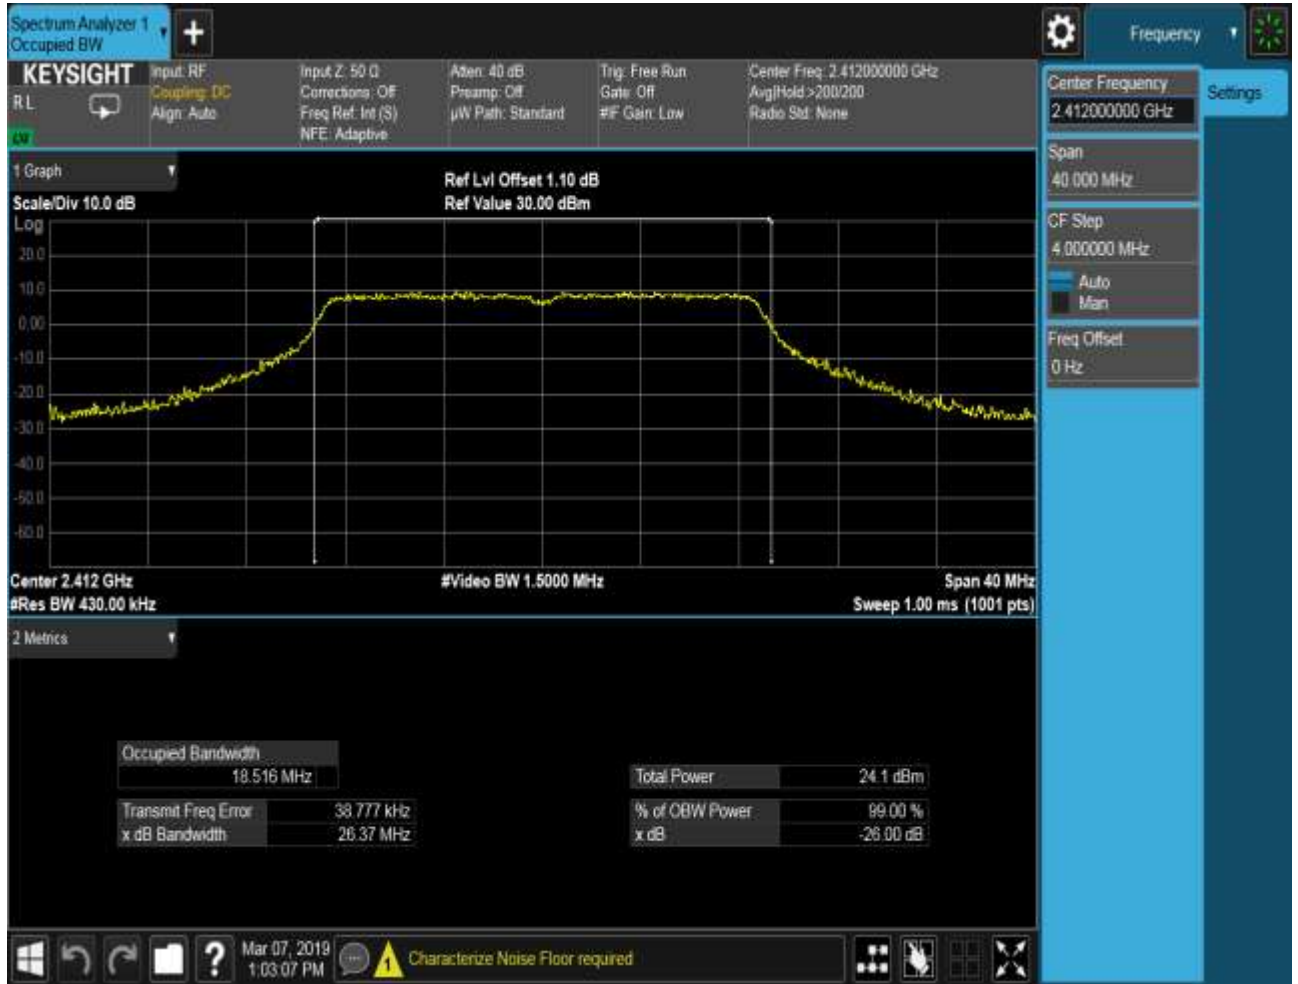 Spectrum Analyzer 1
Occupied BW
Frequency
KEYSIGHT
RL
Input: RF
Coupling: DC
Align: Auto
Input Z: 50 Ω
Corrections: Off
Freq Ref: Int (S)
NFE: Adaptive
Atten: 40 dB
Preamp: Off
µW Path: Standard
Trig: Free Run
Gate: Off
#IF Gain: Low
Center Freq: 2.412000000 GHz
Avg|Hold:>200/200
Radio Std: None
Center Frequency
2.412000000 GHz
Settings
Span
40.000 MHz
CF Step
4.000000 MHz
Auto
Man
Freq Offset
0 Hz
1 Graph
Scale/Div 10.0 dB
Ref Lvl Offset 1.10 dB
Ref Value 30.00 dBm
Log
20.0
10.0
0.00
-10.0
-20.0
-30.0
-40.0
-50.0
-60.0
Center 2.412 GHz
#Video BW 1.5000 MHz
Span 40 MHz
#Res BW 430.00 kHz
Sweep 1.00 ms (1001 pts)
2 Metrics
Occupied Bandwidth
18.516 MHz
Total Power 24.1 dBm
Transmit Freq Error 38.777 kHz
% of OBW Power 99.00 %
x dB Bandwidth 26.37 MHz
x dB -26.00 dB
?
Mar 07, 2019
1:03:07 PM
1
Characterize Noise Floor required